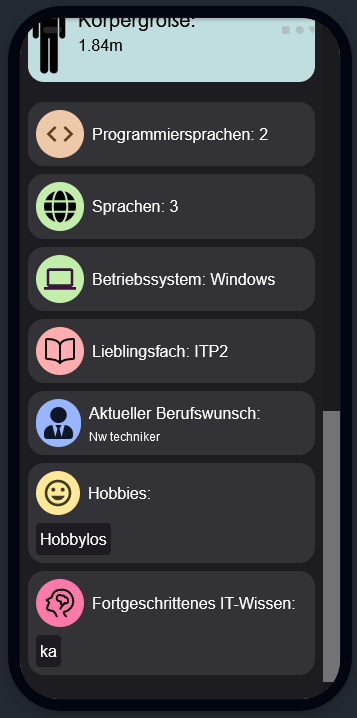 Körpergröße:
1.84m
Programmiersprachen: 2
Sprachen: 3
Betriebssystem: Windows
Lieblingsfach: ITP2
Aktueller Berufswunsch:
Nw techniker
Hobbies:
Hobbylos
Fortgeschrittenes IT-Wissen:
ka